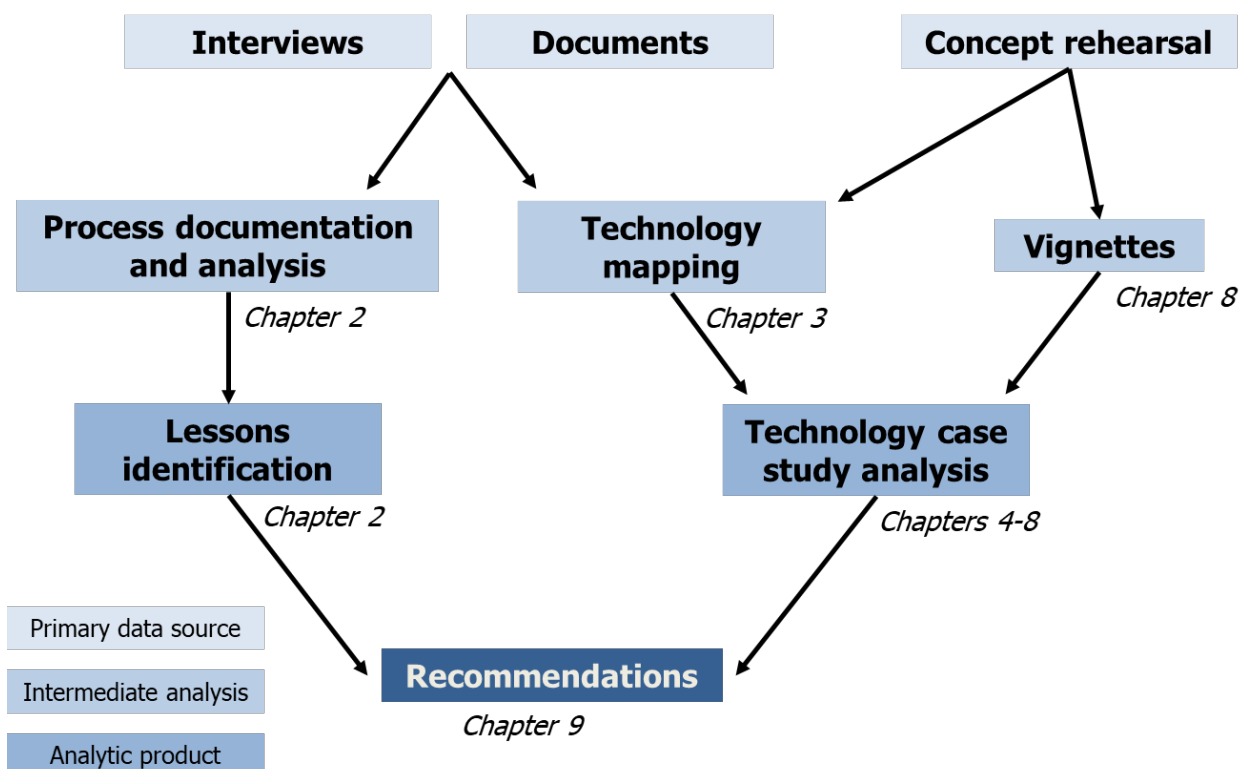 Interviews
Documents
Concept rehearsal
Process documentation
and analysis
Technology
mapping
Vignettes
Chapter 2
Chapter 3
Chapter 8
Lessons
identification
Technology case
study analysis
Chapter 2
Chapters 4-8
Primary data source
Recommendations
Intermediate analysis
Chapter 9
Analytic product